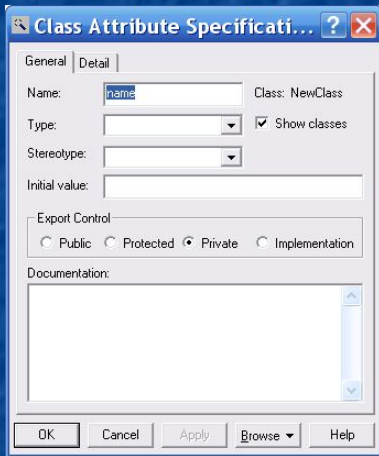 Class Attribute Specificati...
General Detail
Name: name Class: NewClass
Type: Show classes
Stereotype:
Initial value:
Export Control
Public Protected Private Implementation
Documentation:
OK Cancel Apply Browse Help